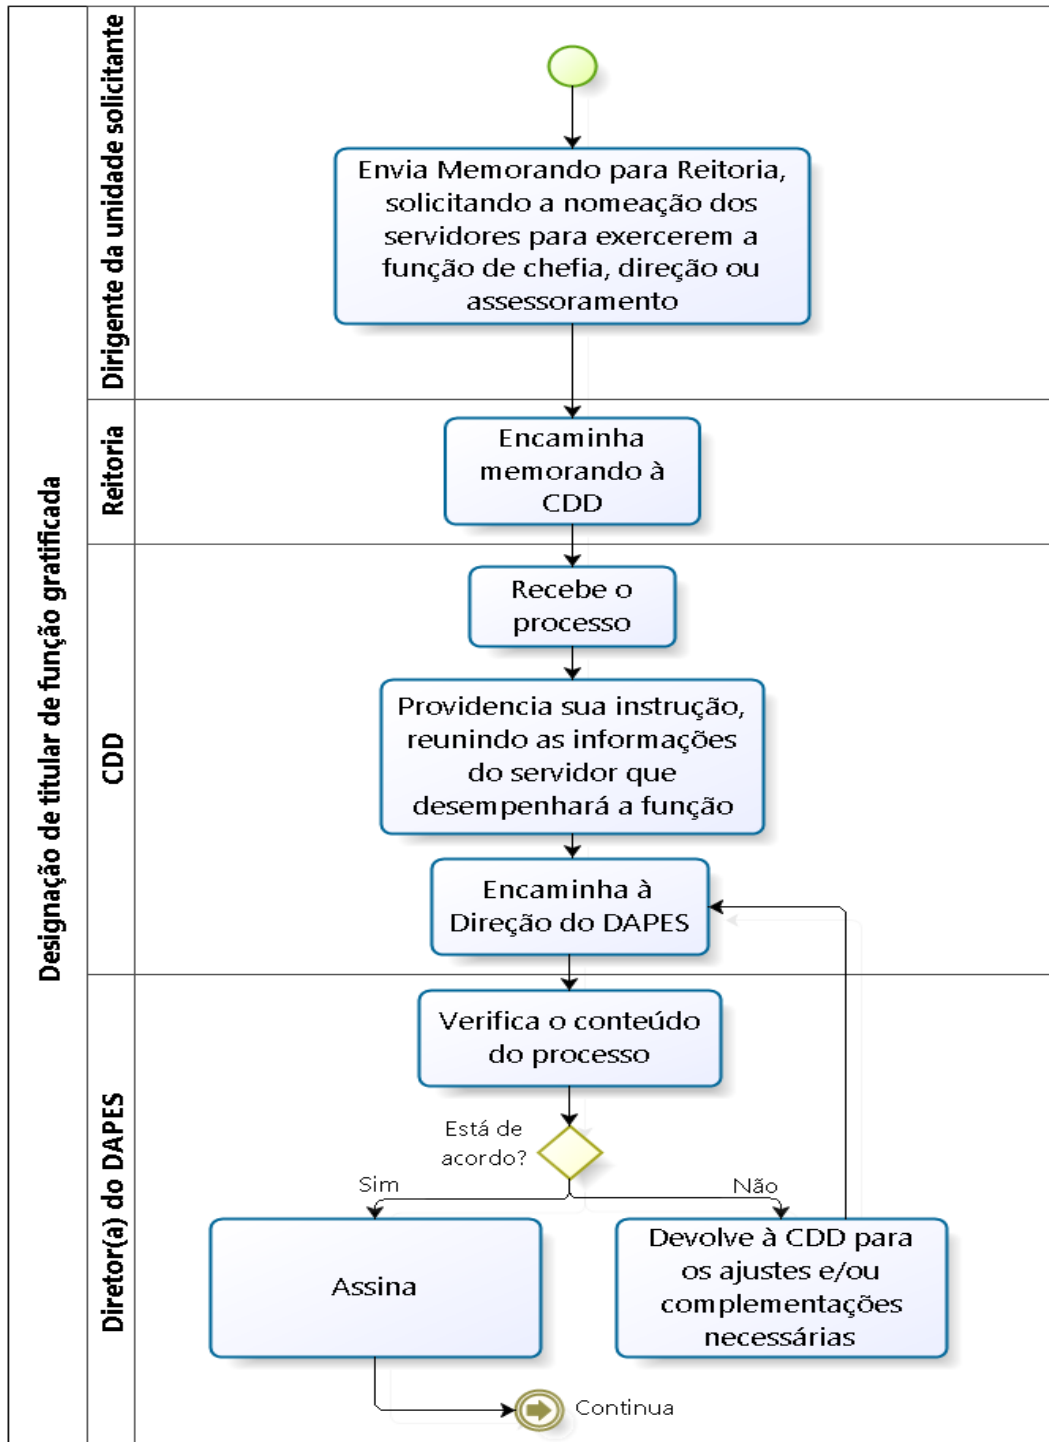 Designação de titular de função gratificada
Dirigente da unidade solicitante
Envia Memorando para Reitoria,
solicitando a nomeação dos
servidores para exercerem a
função de chefia, direção ou
assessoramento
Reitoria
Encaminha
memorando à
CDD
CDD
Recebe o
processo
Providencia sua instrução,
reunindo as informações
do servidor que
desempenhará a função
Encaminha à
Direção do DAPES
Diretor(a) do DAPES
Verifica o conteúdo
do processo
Está de
acordo?
Sim
Não
Assina
Devolve à CDD para
os ajustes e/ou
complementações
necessárias
Continua